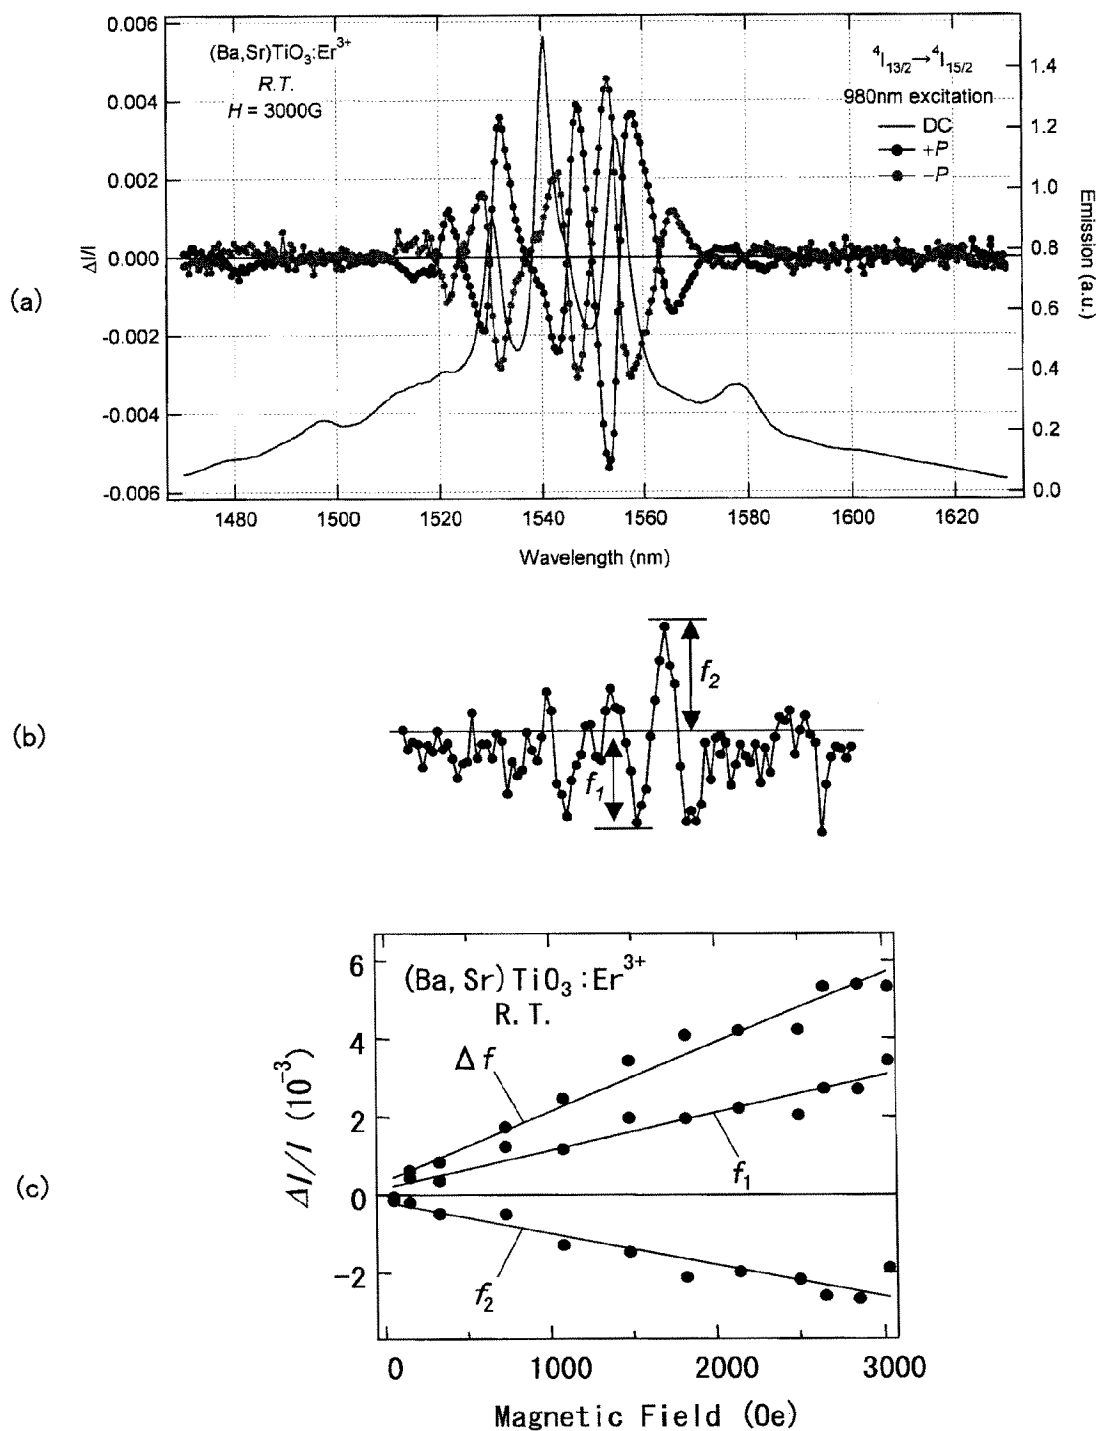 (a)
0.006
0.004
0.002
0.000
-0.002
-0.004
-0.006
ΔI/I
(Ba,Sr)TiO₃:Er³⁺
R.T.
H = 3000G
⁴I₁₃/₂→⁴I₁₅/₂
980nm excitation
DC
+P
−P
1.4
1.2
1.0
0.8
0.6
0.4
0.2
0.0
Emission (a.u.)
1480 1500 1520 1540 1560 1580 1600 1620
Wavelength (nm)
(b)
f₁
f₂
(c)
6
4
2
0
−2
ΔI/I (10⁻³)
(Ba,Sr)TiO₃:Er³⁺
R.T.
Δf
f₁
f₂
0 1000 2000 3000
Magnetic Field (Oe)